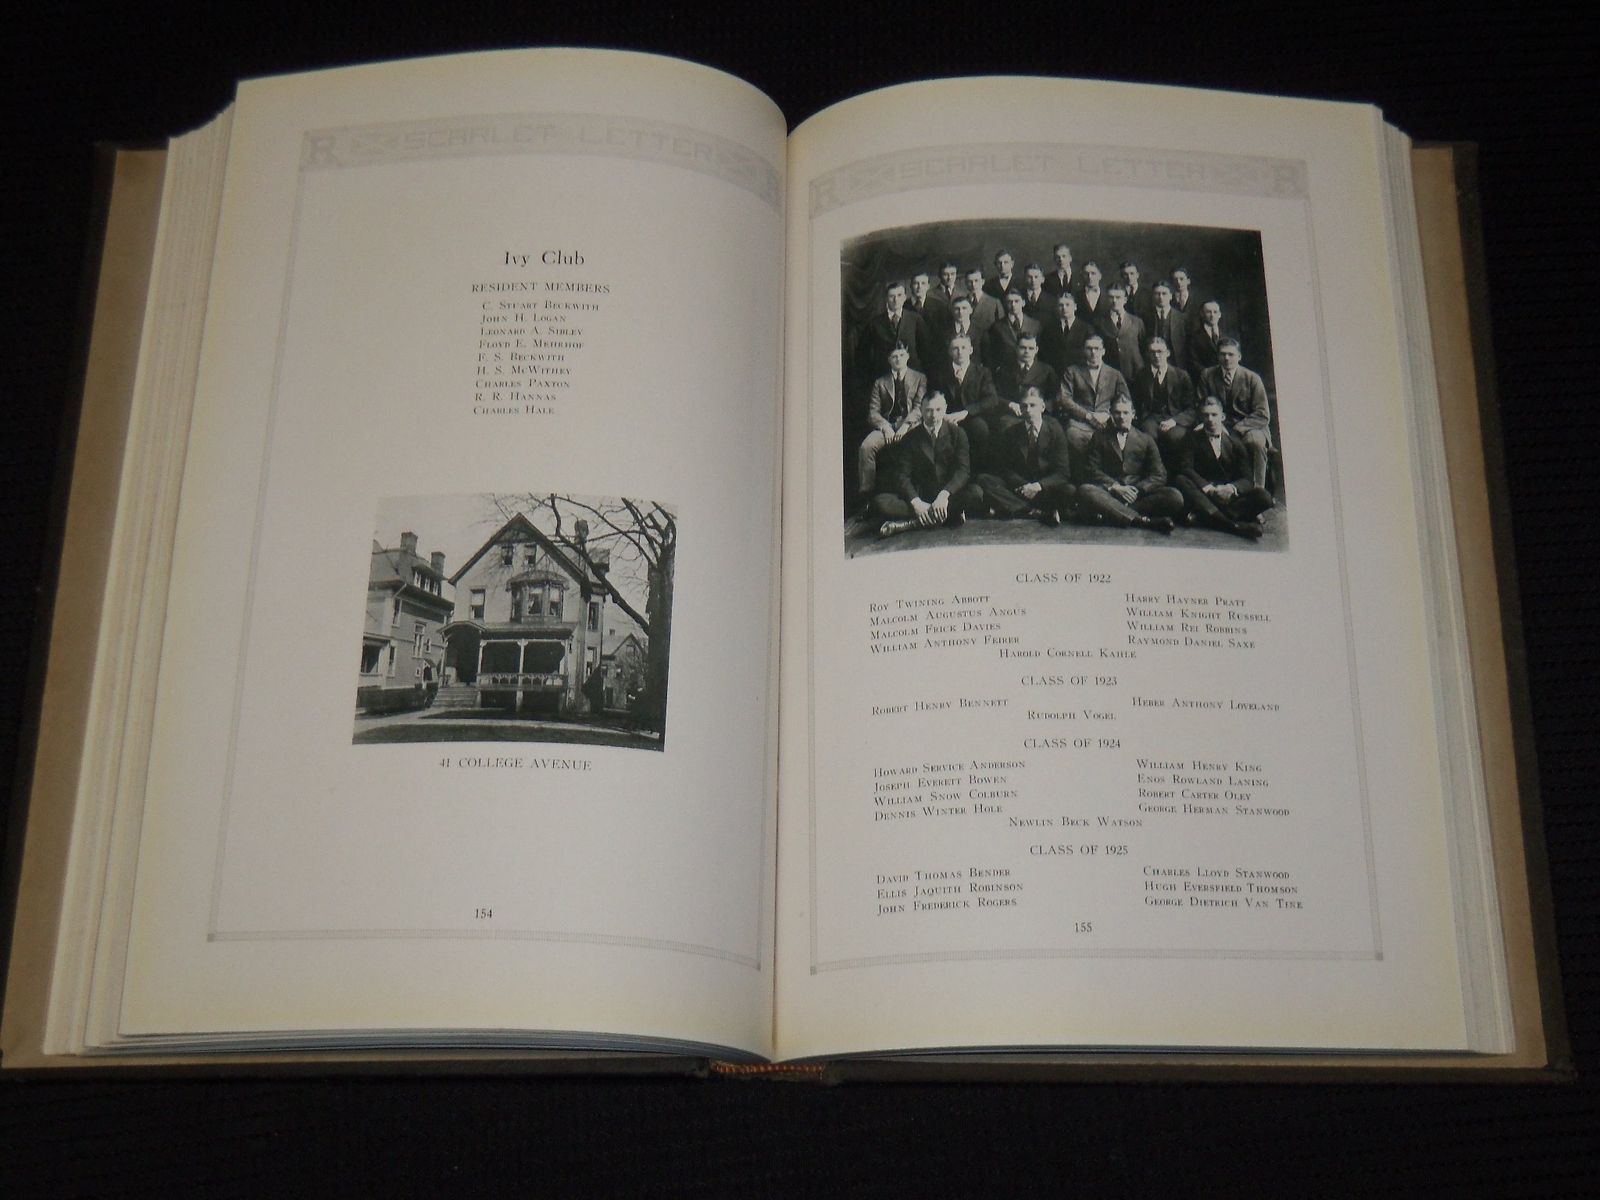 R SCARLET LETTER R
Ivy Club
RESIDENT MEMBERS
C. STUART BECKWITH
JOHN H. LOGAN
LEONARD A. SIBLEY
FLOYD E. MEHRHOF
F. S. BECKWITH
H. S. MCWITHEY
CHARLES PAXTON
R. R. HANNAS
CHARLES HALE
41 COLLEGE AVENUE
154
R SCARLET LETTER R
CLASS OF 1922
ROY TWINING ABBOTT
MALCOLM AUGUSTUS ANGUS
MALCOLM FRICK DAVIES
WILLIAM ANTHONY FEIRER
HARRY HAYNER PRATT
WILLIAM KNIGHT RUSSELL
WILLIAM REI ROBBINS
RAYMOND DANIEL SAXE
HAROLD CORNELL KAHLE
CLASS OF 1923
ROBERT HENRY BENNETT
HEBER ANTHONY LOVELAND
RUDOLPH VOGEL
CLASS OF 1924
HOWARD SERVICE ANDERSON
JOSEPH EVERETT BOWEN
WILLIAM SNOW COLBURN
DENNIS WINTER HOLE
WILLIAM HENRY KING
ENOS ROWLAND LANING
ROBERT CARTER OLEY
GEORGE HERMAN STANWOOD
NEWLIN BECK WATSON
CLASS OF 1925
DAVID THOMAS BENDER
ELLIS JAQUITH ROBINSON
JOHN FREDERICK ROGERS
CHARLES LLOYD STANWOOD
HUGH EVERSFIELD THOMSON
GEORGE DIETRICH VAN TINE
155